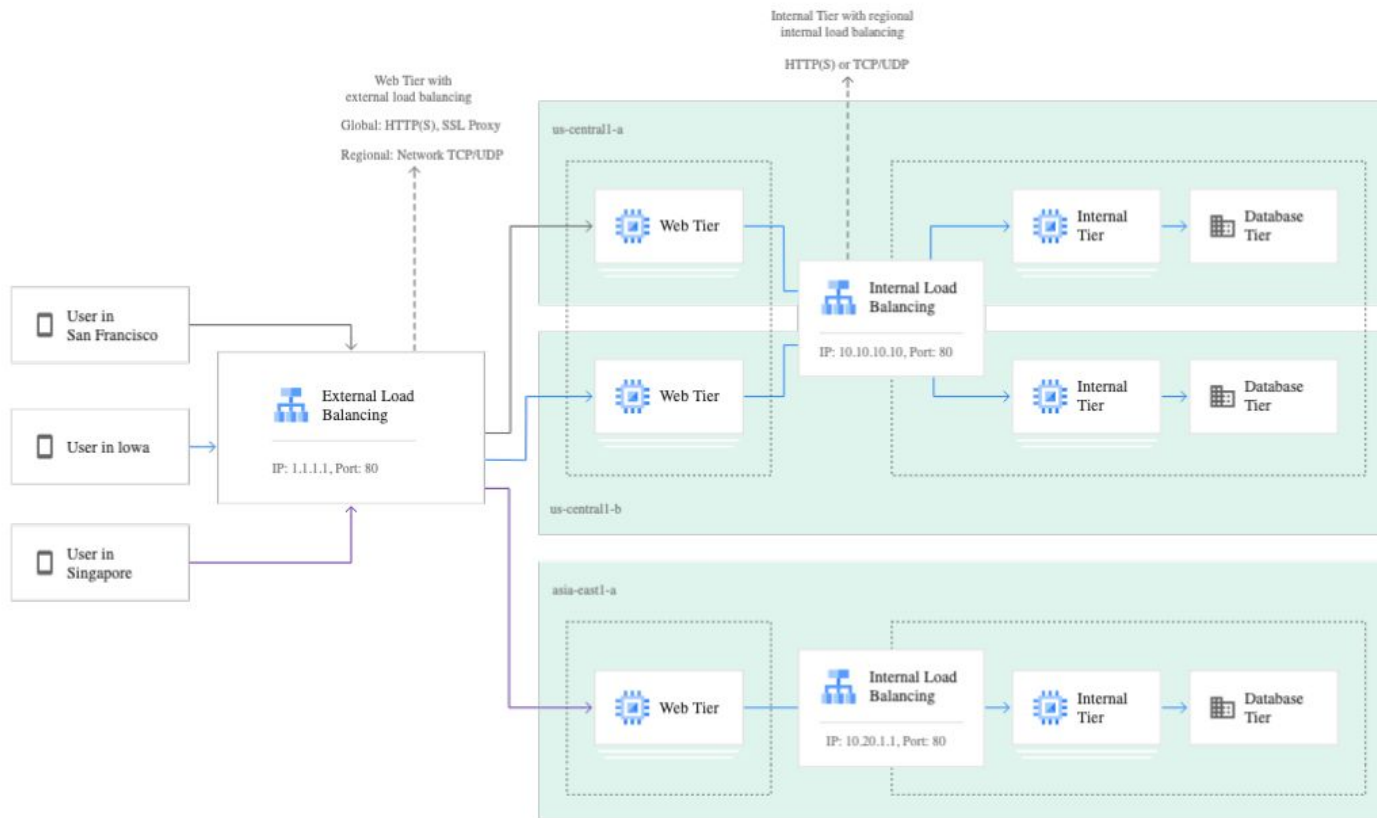 Internal Tier with regional
internal load balancing
HTTP(S) or TCP/UDP
Web Tier with
external load balancing
Global: HTTP(S), SSL Proxy
Regional: Network TCP/UDP
us-central1-a
Web Tier
Internal
Tier
Database
Tier
Internal Load
Balancing
IP: 10.10.10.10, Port: 80
User in
San Francisco
User in Iowa
User in
Singapore
External Load
Balancing
IP: 1.1.1.1, Port: 80
Web Tier
Internal
Tier
Database
Tier
us-central1-b
asia-east1-a
Web Tier
Internal Load
Balancing
IP: 10.20.1.1, Port: 80
Internal
Tier
Database
Tier